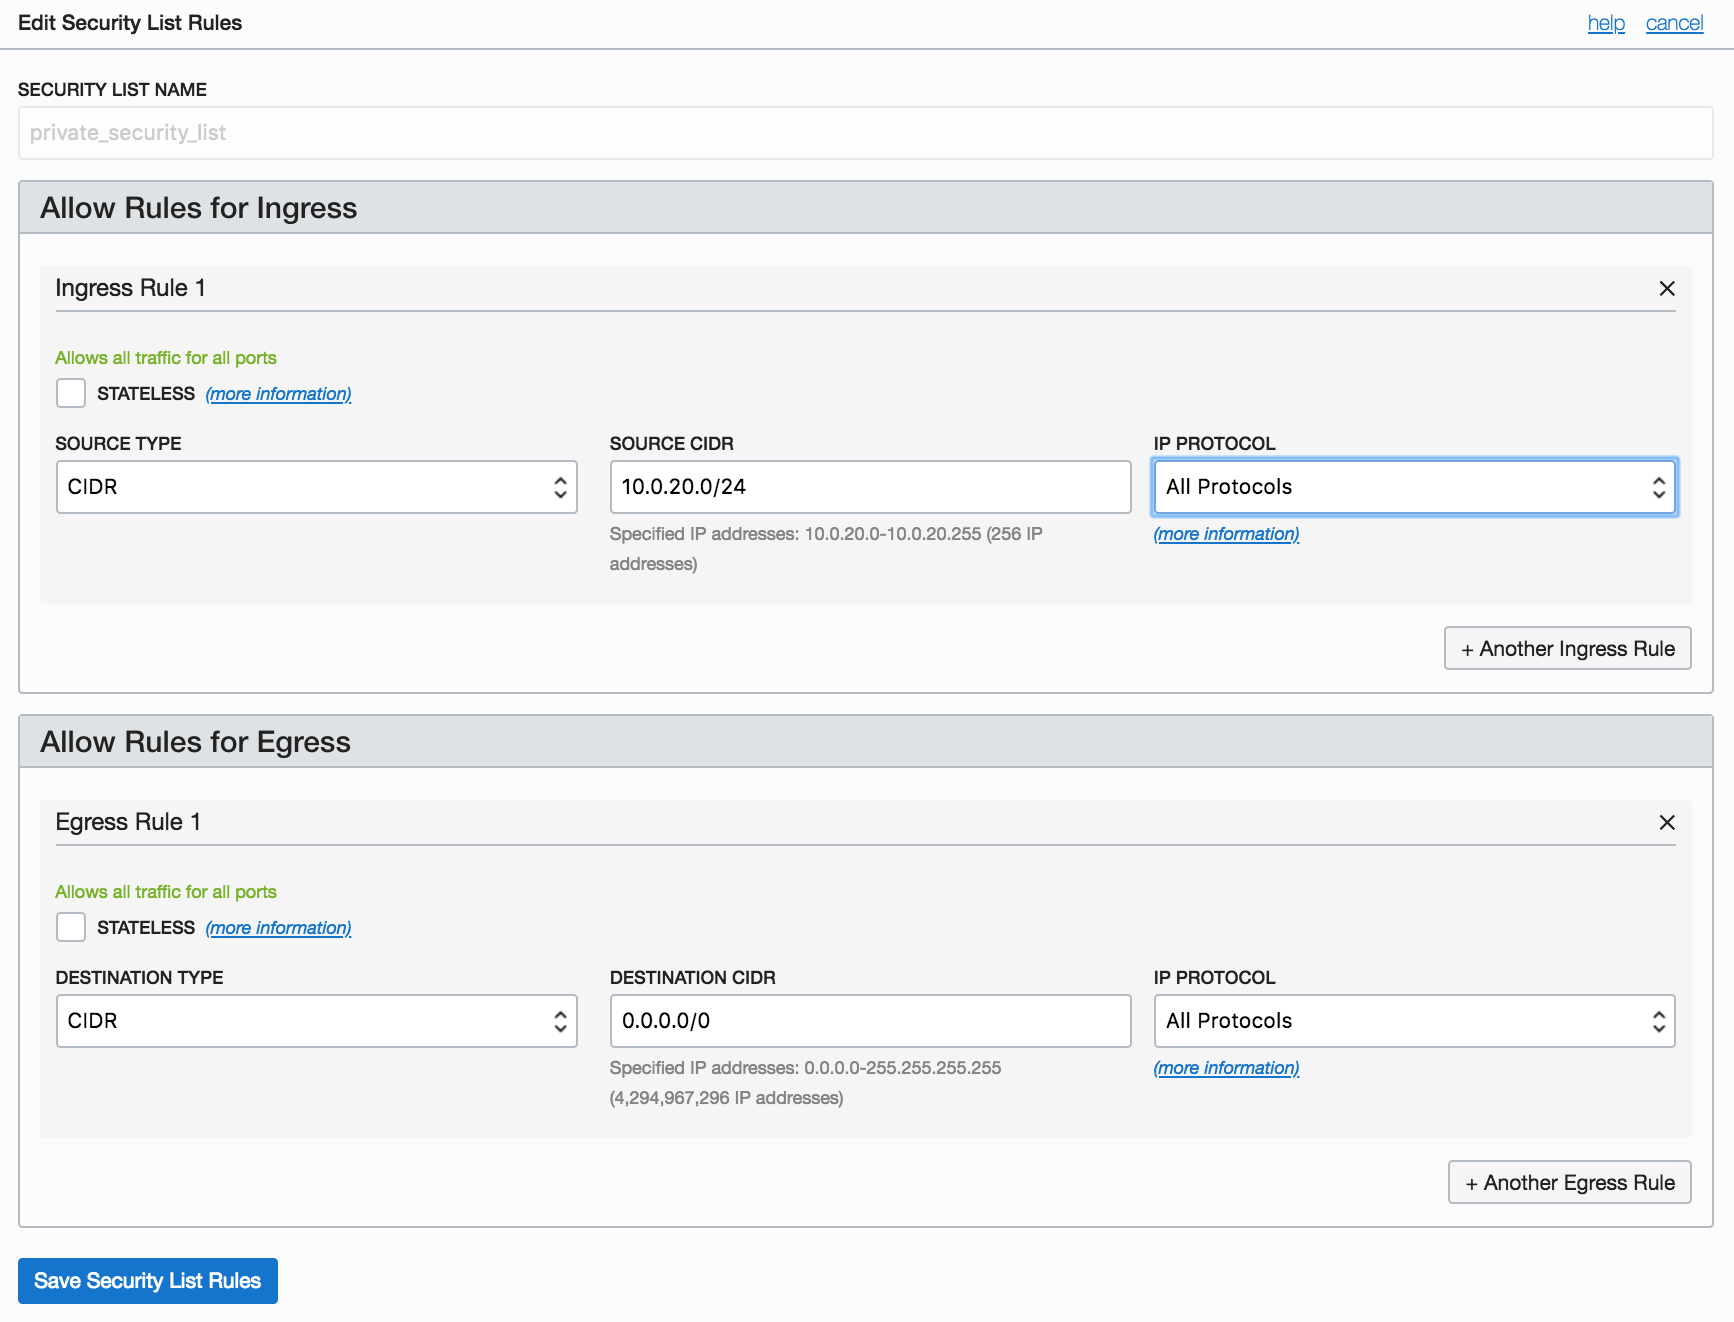 Edit Security List Rules
help cancel
SECURITY LIST NAME
private_security_list
Allow Rules for Ingress
Ingress Rule 1
Allows all traffic for all ports
STATELESS (more information)
SOURCE TYPE
CIDR
SOURCE CIDR
10.0.20.0/24
Specified IP addresses: 10.0.20.0-10.0.20.255 (256 IP
addresses)
IP PROTOCOL
All Protocols
(more information)
+ Another Ingress Rule
Allow Rules for Egress
Egress Rule 1
Allows all traffic for all ports
STATELESS (more information)
DESTINATION TYPE
CIDR
DESTINATION CIDR
0.0.0.0/0
Specified IP addresses: 0.0.0.0-255.255.255.255
(4,294,967,296 IP addresses)
IP PROTOCOL
All Protocols
(more information)
+ Another Egress Rule
Save Security List Rules